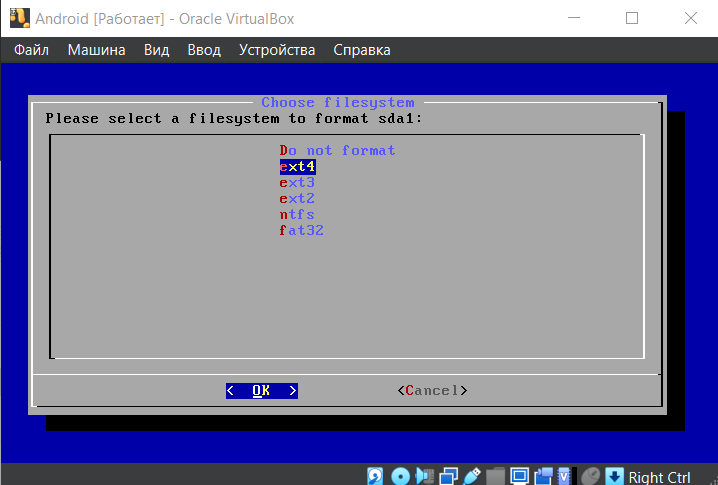 Android [Работает] - Oracle VirtualBox
Файл Машина Вид Ввод Устройства Справка
Choose filesystem
Please select a filesystem to format sda1:
Do not format
ext4
ext3
ext2
ntfs
fat32
< OK > <Cancel>
Right Ctrl